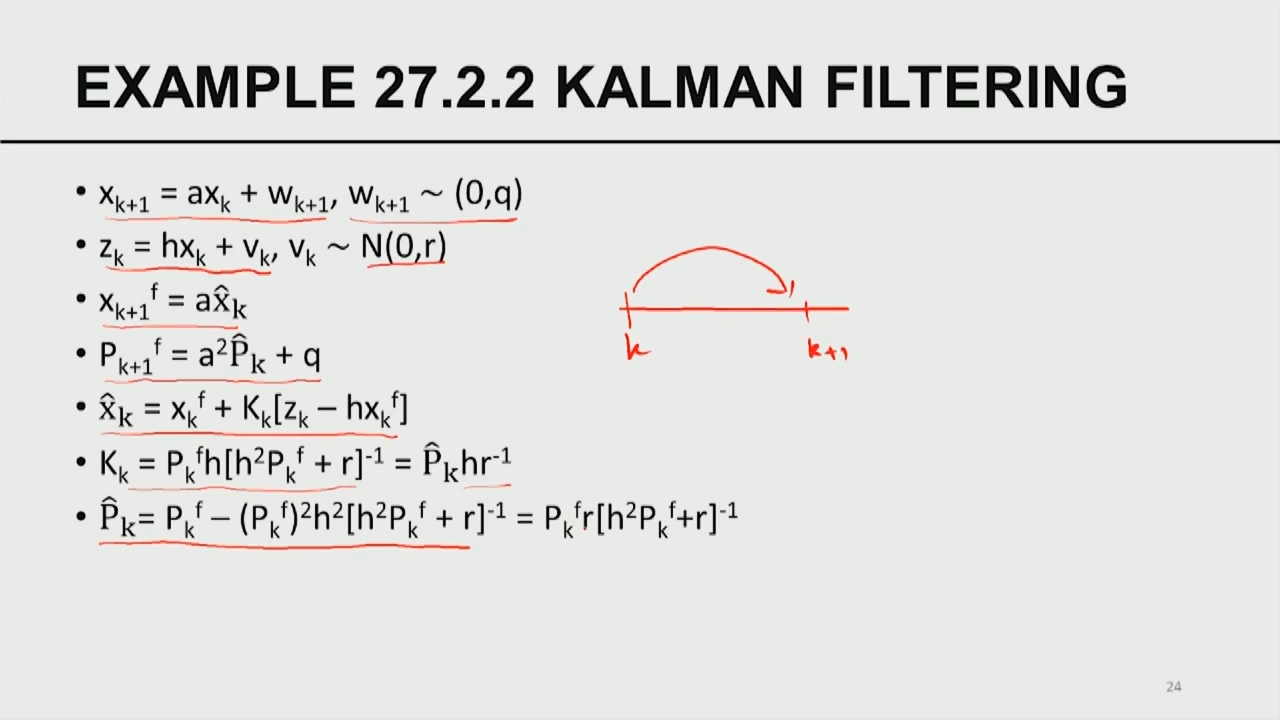 EXAMPLE 27.2.2 KALMAN FILTERING
• xₖ₊₁ = axₖ + wₖ₊₁, wₖ₊₁ ~ (0,q)
• zₖ = hxₖ + vₖ, vₖ ~ N(0,r)
• xₖ₊₁ᶠ = ax̂ₖ
• Pₖ₊₁ᶠ = a²P̂ₖ + q
• x̂ₖ = xₖᶠ + Kₖ[zₖ – hxₖᶠ]
• Kₖ = Pₖᶠh[h²Pₖᶠ + r]⁻¹ = P̂ₖhr⁻¹
• P̂ₖ= Pₖᶠ – (Pₖᶠ)²h²[h²Pₖᶠ + r]⁻¹ = Pₖᶠr[h²Pₖᶠ+r]⁻¹
k
k+1
24